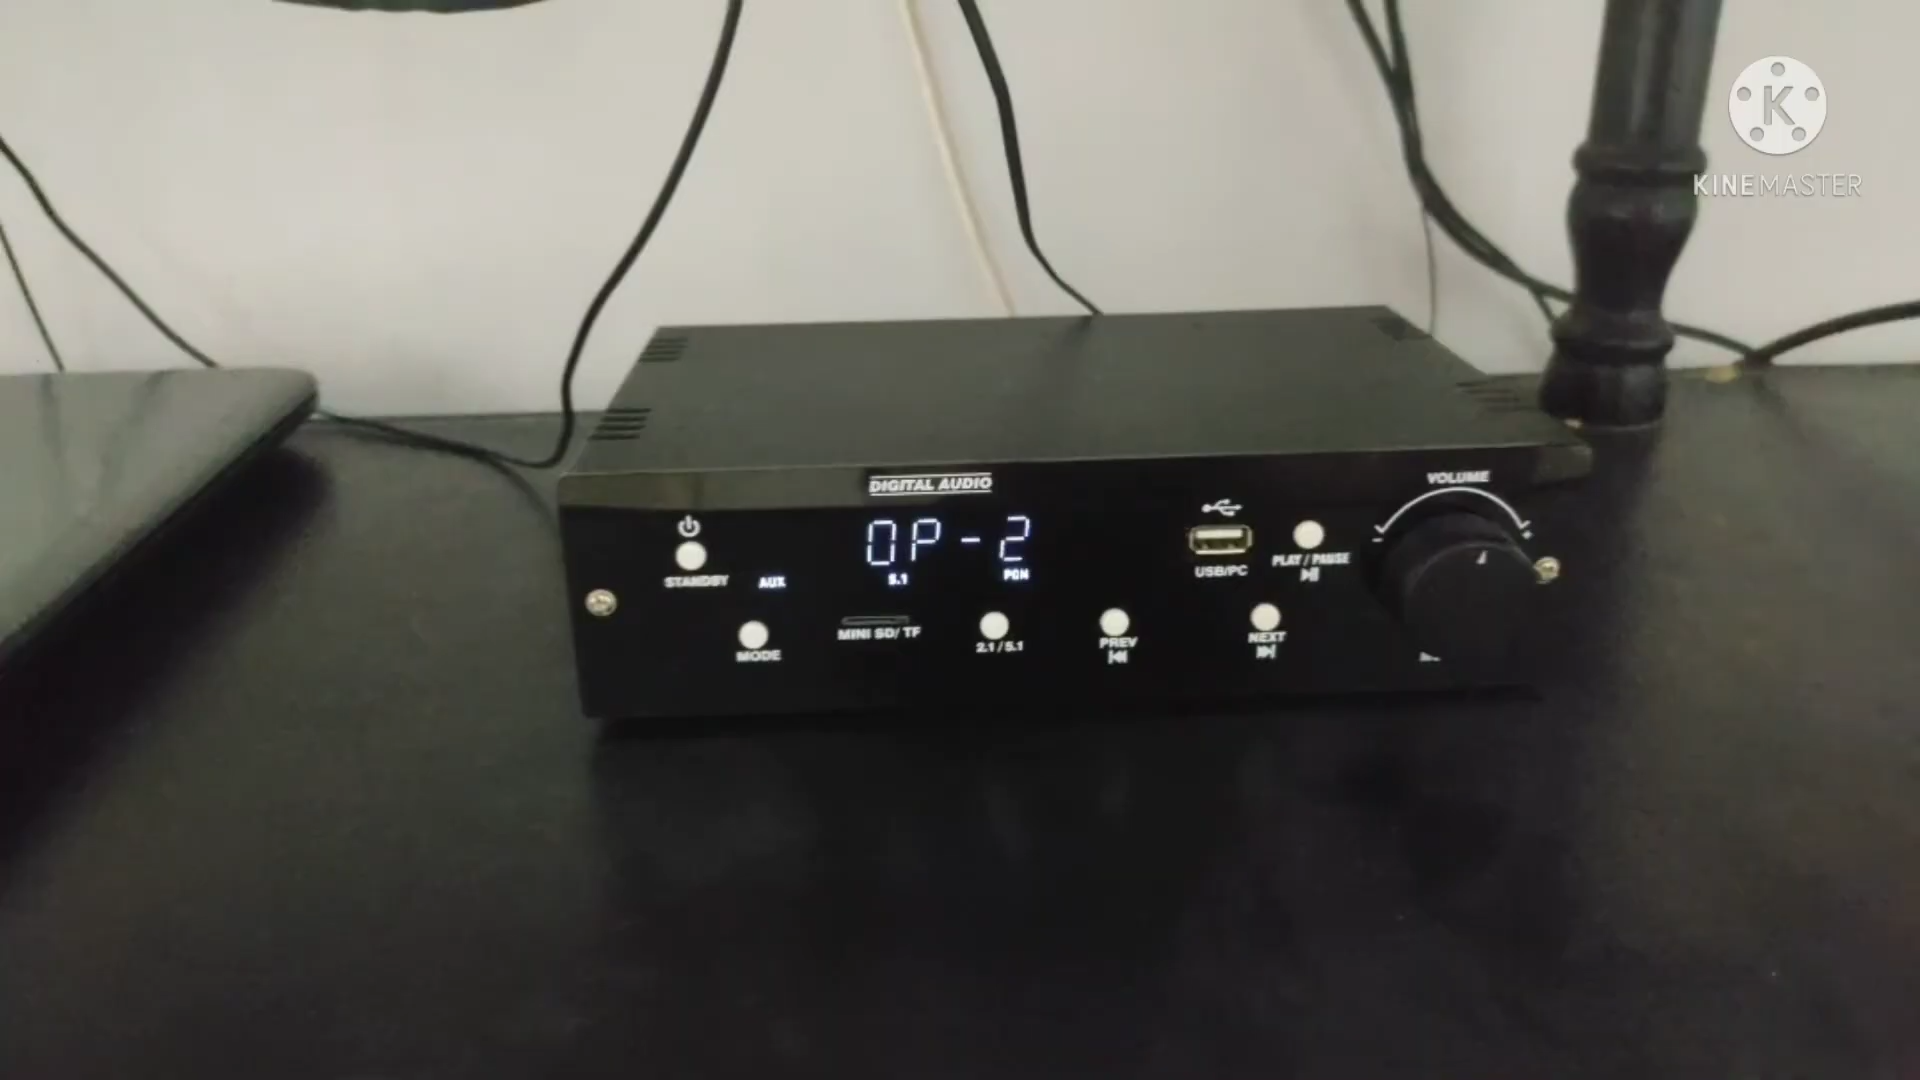 KINEMASTER
DIGITAL AUDIO
VOLUME
OP-2
STANDBY
AUX
5.1
PCM
USB/PC
PLAY / PAUSE
MODE
MINI SD/ TF
2.1 / 5.1
PREV
NEXT